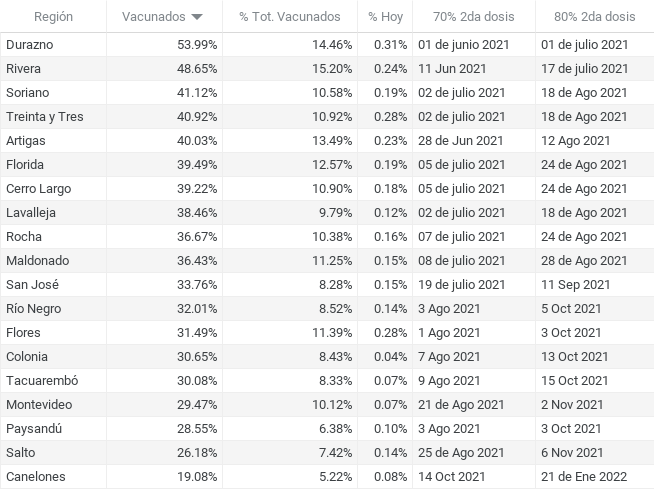 Región Vacunados % Tot. Vacunados % Hoy 70% 2da dosis 80% 2da dosis
Durazno 53.99% 14.46% 0.31% 01 de junio 2021 01 de julio 2021
Rivera 48.65% 15.20% 0.24% 11 Jun 2021 17 de julio 2021
Soriano 41.12% 10.58% 0.19% 02 de julio 2021 18 de Ago 2021
Treinta y Tres 40.92% 10.92% 0.28% 02 de julio 2021 18 de Ago 2021
Artigas 40.03% 13.49% 0.23% 28 de Jun 2021 12 Ago 2021
Florida 39.49% 12.57% 0.19% 05 de julio 2021 24 de Ago 2021
Cerro Largo 39.22% 10.90% 0.18% 05 de julio 2021 24 de Ago 2021
Lavalleja 38.46% 9.79% 0.12% 02 de julio 2021 18 de Ago 2021
Rocha 36.67% 10.38% 0.16% 07 de julio 2021 24 de Ago 2021
Maldonado 36.43% 11.25% 0.15% 08 de julio 2021 28 de Ago 2021
San José 33.76% 8.28% 0.15% 19 de julio 2021 11 Sep 2021
Río Negro 32.01% 8.52% 0.14% 3 Ago 2021 5 Oct 2021
Flores 31.49% 11.39% 0.28% 1 Ago 2021 3 Oct 2021
Colonia 30.65% 8.43% 0.04% 7 Ago 2021 13 Oct 2021
Tacuarembó 30.08% 8.33% 0.07% 9 Ago 2021 15 Oct 2021
Montevideo 29.47% 10.12% 0.07% 21 de Ago 2021 2 Nov 2021
Paysandú 28.55% 6.38% 0.10% 3 Ago 2021 3 Oct 2021
Salto 26.18% 7.42% 0.14% 25 de Ago 2021 6 Nov 2021
Canelones 19.08% 5.22% 0.08% 14 Oct 2021 21 de Ene 2022